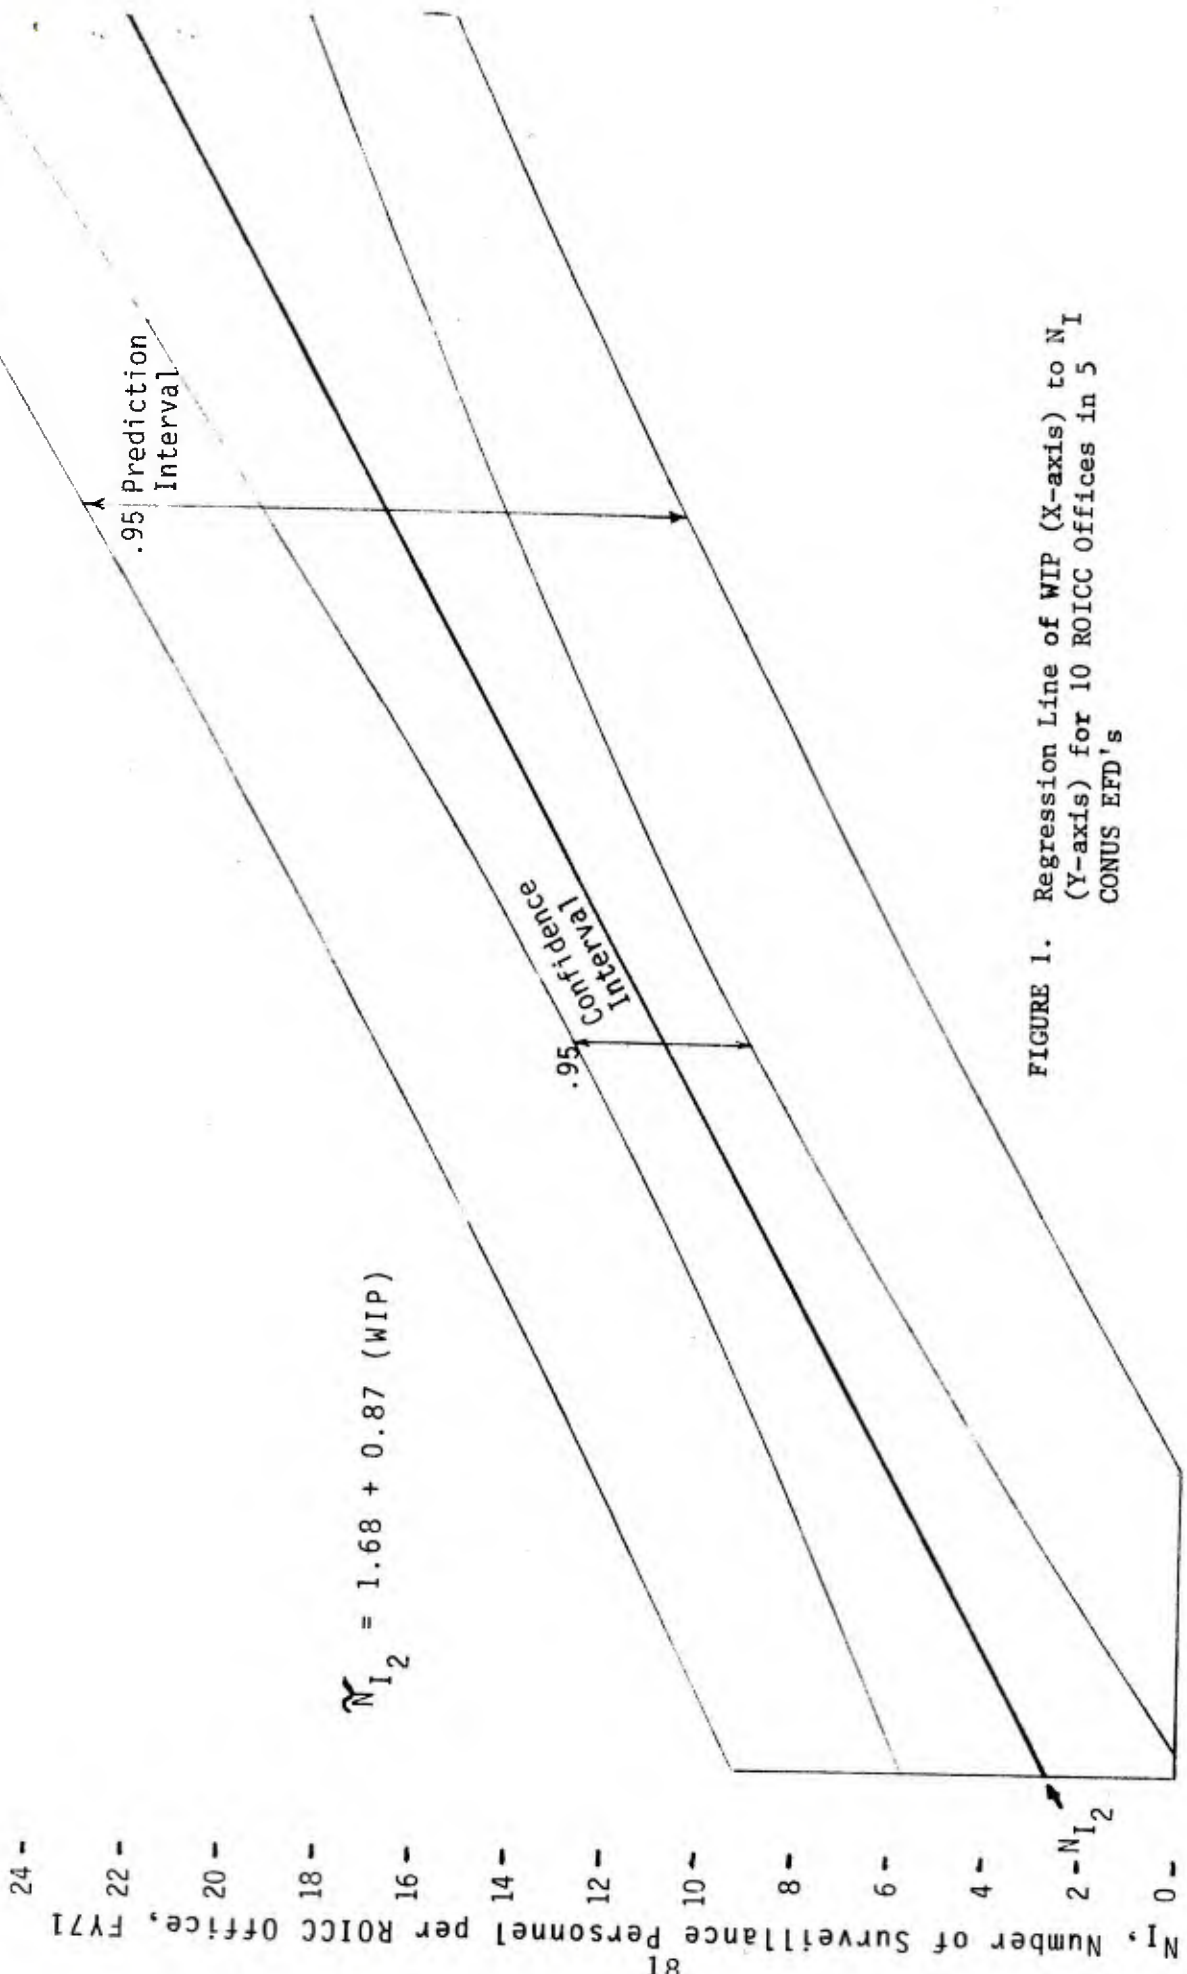 N_I, Number of Surveillance Personnel per ROICC Office, FY71
24 -
22 -
20 -
18 -
16 -
14 -
12 -
10 -
8 -
6 -
4 -
2 -
0 -
N_I₂
Ñ_I₂ = 1.68 + 0.87 (WIP)
.95 Confidence
Interval
.95 Prediction
Interval
FIGURE 1. Regression Line of WIP (X-axis) to N_I
(Y-axis) for 10 ROICC Offices in 5
CONUS EFD's
18